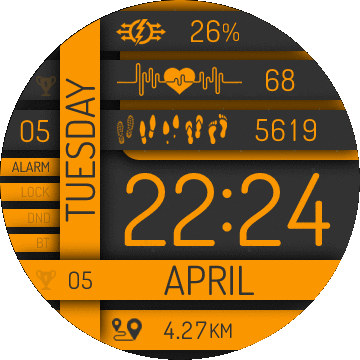 26%
68
05
5619
TUESDAY
ALARM
LOCK
DND
BT
22:24
05
APRIL
4.27KM